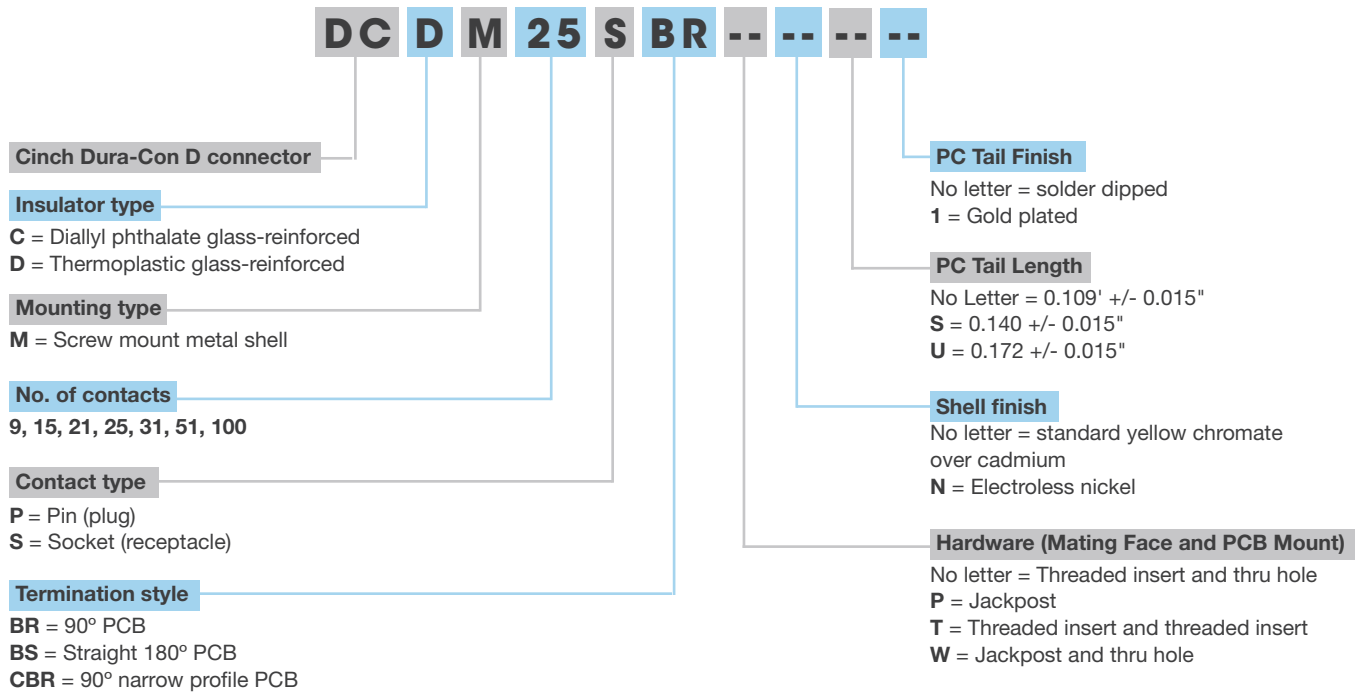 DC D M 25 S BR -- -- -- --
Cinch Dura-Con D connector
Insulator type
C = Diallyl phthalate glass-reinforced
D = Thermoplastic glass-reinforced
Mounting type
M = Screw mount metal shell
No. of contacts
9, 15, 21, 25, 31, 51, 100
Contact type
P = Pin (plug)
S = Socket (receptacle)
Termination style
BR = 90º PCB
BS = Straight 180º PCB
CBR = 90º narrow profile PCB
PC Tail Finish
No letter = solder dipped
1 = Gold plated
PC Tail Length
No Letter = 0.109' +/- 0.015"
S = 0.140 +/- 0.015"
U = 0.172 +/- 0.015"
Shell finish
No letter = standard yellow chromate
over cadmium
N = Electroless nickel
Hardware (Mating Face and PCB Mount)
No letter = Threaded insert and thru hole
P = Jackpost
T = Threaded insert and threaded insert
W = Jackpost and thru hole